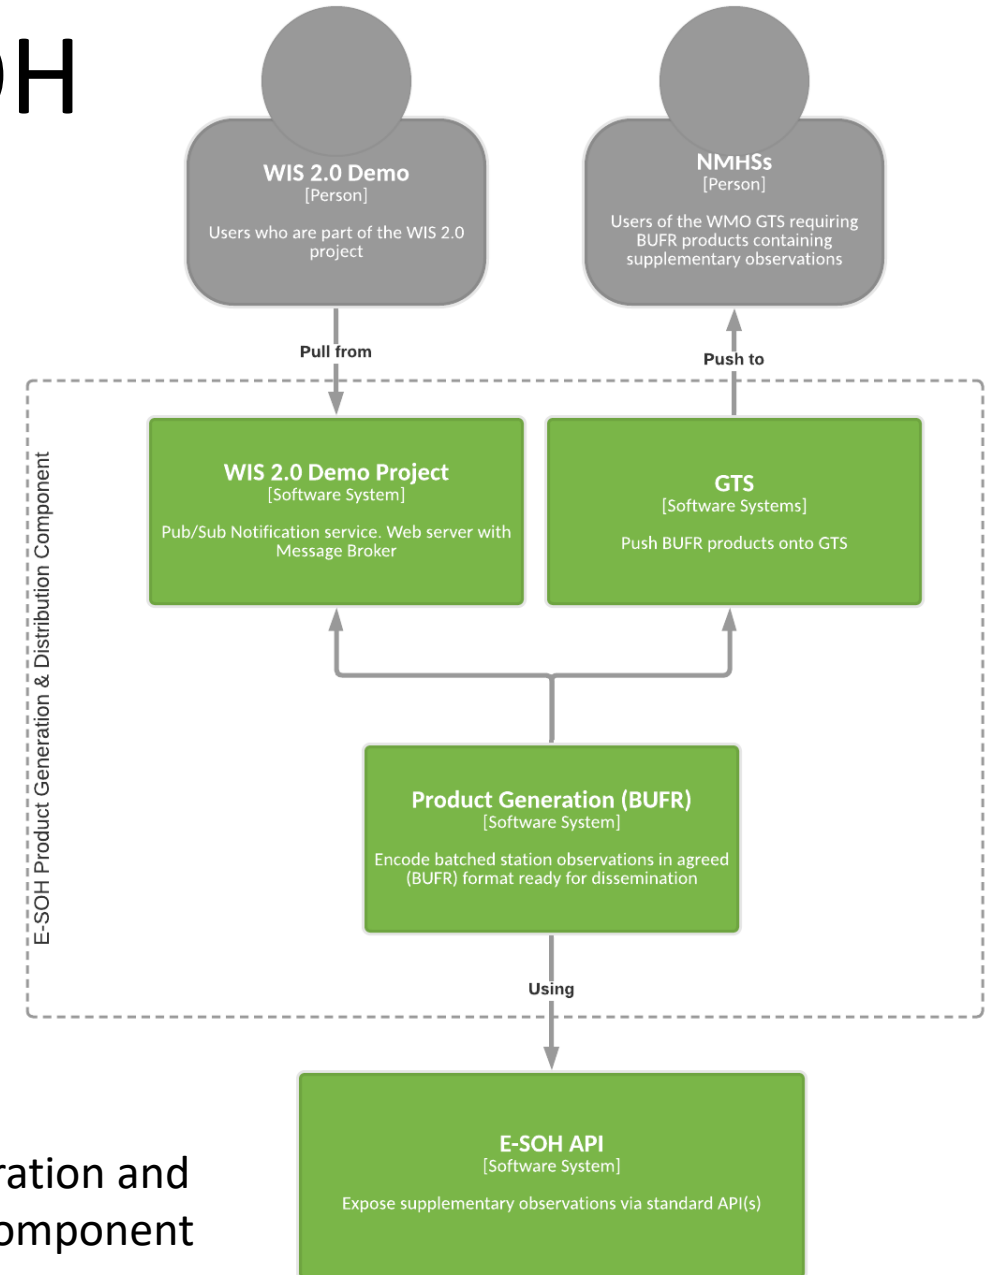 OH
WIS 2.0 Demo
[Person]
Users who are part of the WIS 2.0
project
NMHSs
[Person]
Users of the WMO GTS requiring
BUFR products containing
supplementary observations
Pull from
Push to
E-SOH Product Generation & Distribution Component
WIS 2.0 Demo Project
[Software System]
Pub/Sub Notification service. Web server with
Message Broker
GTS
[Software Systems]
Push BUFR products onto GTS
Product Generation (BUFR)
[Software System]
Encode batched station observations in agreed
(BUFR) format ready for dissemination
Using
E-SOH API
[Software System]
Expose supplementary observations via standard API(s)
ration and
omponent